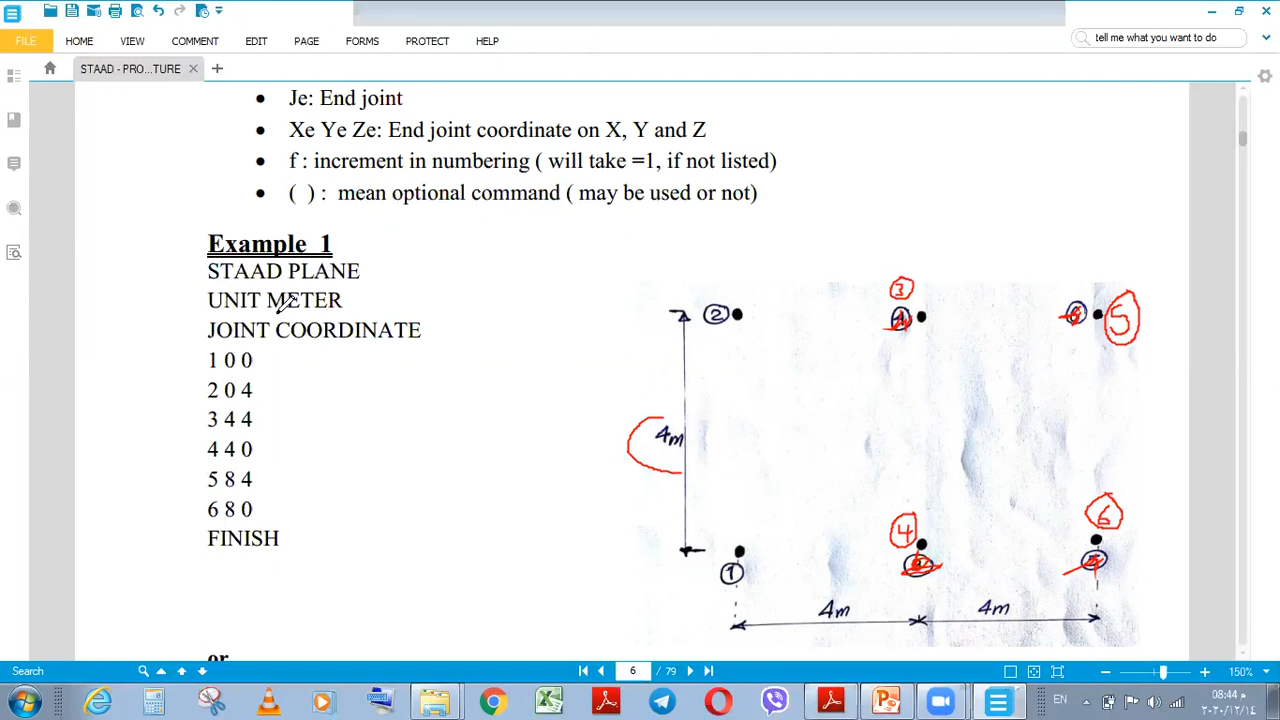 tell me what you want to do
FILE HOME VIEW COMMENT EDIT PAGE FORMS PROTECT HELP
STAAD - PRO...TURE
Je: End joint
Xe Ye Ze: End joint coordinate on X, Y and Z
f : increment in numbering ( will take =1, if not listed)
( ) : mean optional command ( may be used or not)
Example 1
STAAD PLANE
UNIT METER
JOINT COORDINATE
1 0 0
2 0 4
3 4 4
4 4 0
5 8 4
6 8 0
FINISH
or
3
2
5
4m
4
6
1
4m 4m
Search
6 / 79
150%
EN
08:44 م
٢٠٢٠/١٢/١٤